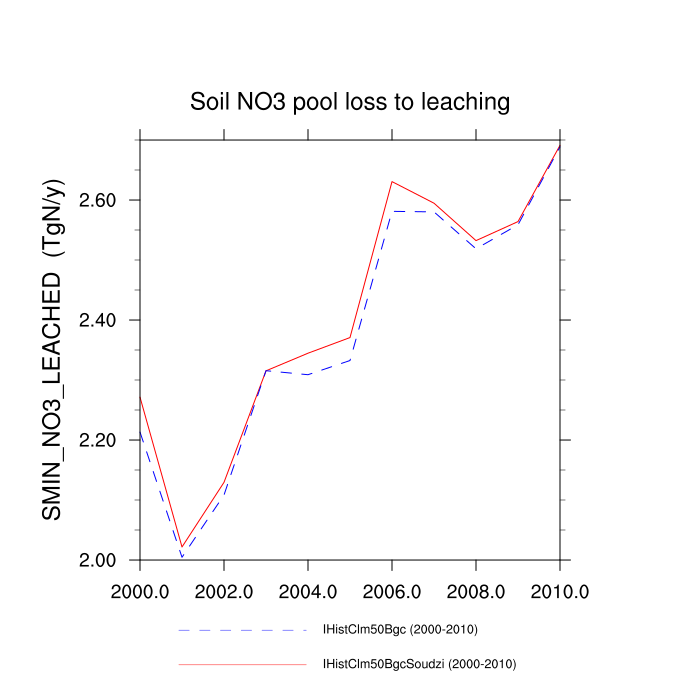 Soil NO3 pool loss to leaching
SMIN_NO3_LEACHED (TgN/y)
2.60
2.40
2.20
2.00
2000.0 2002.0 2004.0 2006.0 2008.0 2010.0
IHistClm50Bgc (2000-2010)
IHistClm50BgcSoudzi (2000-2010)